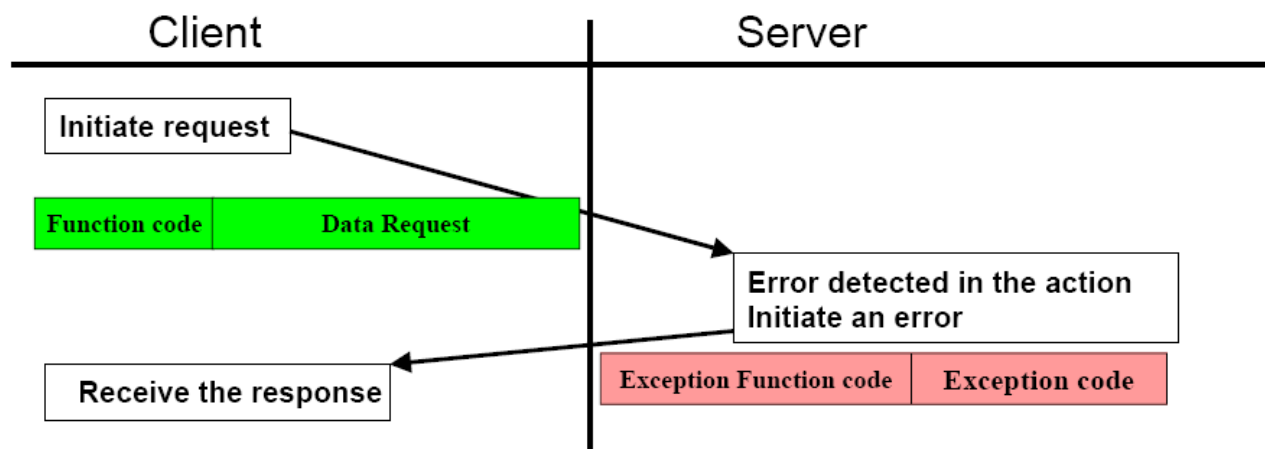 Client
Server
Initiate request
Function code
Data Request
Error detected in the action
Initiate an error
Exception Function code
Exception code
Receive the response